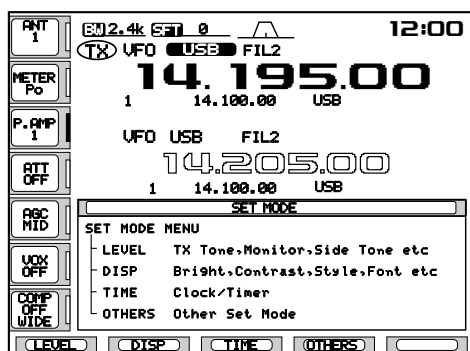 ANT 1
BW 2.4k SFT 0 12:00
TX VFO USB FIL2
14.195.00
1 14.100.00 USB
METER Po
P.AMP 1
VFO USB FIL2
14.205.00
1 14.100.00 USB
ATT OFF
AGC MID
VOX OFF
COMP OFF WIDE
SET MODE
SET MODE MENU
LEVEL TX Tone,Monitor,Side Tone etc
DISP Bright,Contrast,Style,Font etc
TIME Clock/Timer
OTHERS Other Set Mode
LEVEL DISP TIME OTHERS